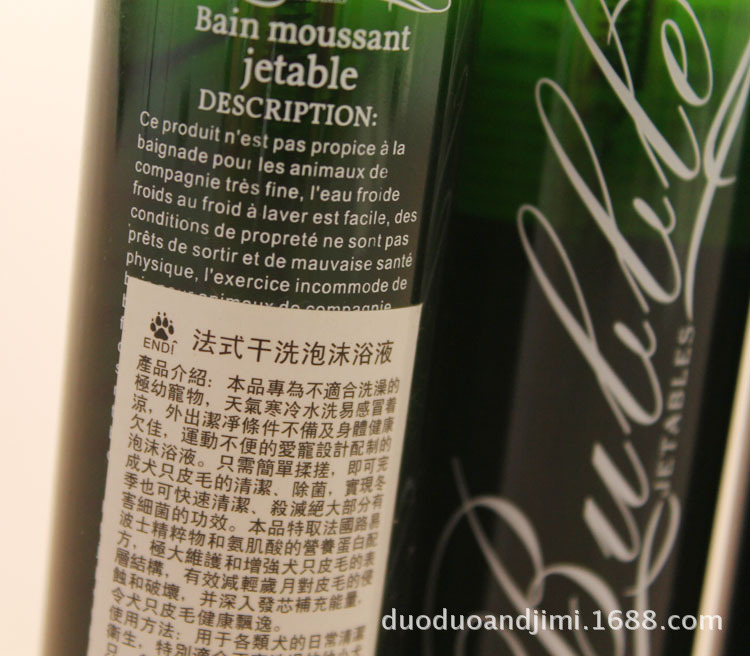 Bain moussant
jetable
DESCRIPTION:
Ce produit n'est pas propice à la
baignade pour les animaux de
compagnie très fine, l'eau froide
froids au froid à laver est facile, des
conditions de propreté ne sont pas
prêts de sortir et de mauvaise santé
physique, l'exercice incommode de
animaux de compagnie
ENDI
法式干洗泡沫浴液
產品介紹: 本品專為不適合洗澡的
極幼寵物, 天氣寒冷水洗易感冒着
涼, 外出潔凈條件不備及身體健康
欠佳, 運動不便的愛寵設計配制的
泡沫浴液。只需簡單揉搓, 即可完
成犬只皮毛的清潔、除菌, 實現冬
季也可快速清潔、殺滅絕大部分有
害細菌的功效。本品特取法國路易
波士精粹物和氨肌酸的營養蛋白配
方, 極大維護和增強犬只皮毛的表
層結構, 有效減輕歲月對皮毛的侵
蝕和破壞, 并深入發芯補充能量.
令犬只皮毛健康飄逸。
使用方法: 用于各類犬的日常清潔
衛生, 特別適合
Bubble
JETABLES
duoduoandjimi.1688.com